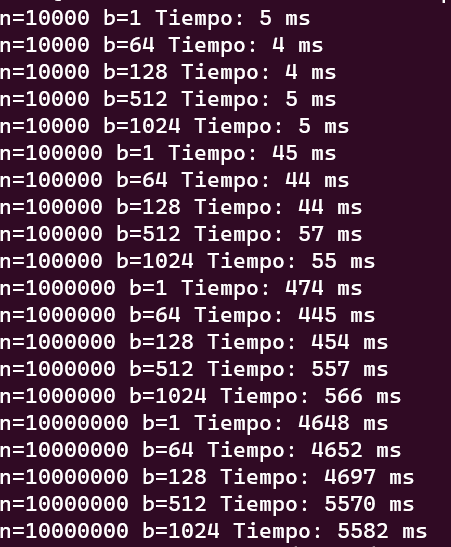 n=10000 b=1 Tiempo: 5 ms
n=10000 b=64 Tiempo: 4 ms
n=10000 b=128 Tiempo: 4 ms
n=10000 b=512 Tiempo: 5 ms
n=10000 b=1024 Tiempo: 5 ms
n=100000 b=1 Tiempo: 45 ms
n=100000 b=64 Tiempo: 44 ms
n=100000 b=128 Tiempo: 44 ms
n=100000 b=512 Tiempo: 57 ms
n=100000 b=1024 Tiempo: 55 ms
n=1000000 b=1 Tiempo: 474 ms
n=1000000 b=64 Tiempo: 445 ms
n=1000000 b=128 Tiempo: 454 ms
n=1000000 b=512 Tiempo: 557 ms
n=1000000 b=1024 Tiempo: 566 ms
n=10000000 b=1 Tiempo: 4648 ms
n=10000000 b=64 Tiempo: 4652 ms
n=10000000 b=128 Tiempo: 4697 ms
n=10000000 b=512 Tiempo: 5570 ms
n=10000000 b=1024 Tiempo: 5582 ms